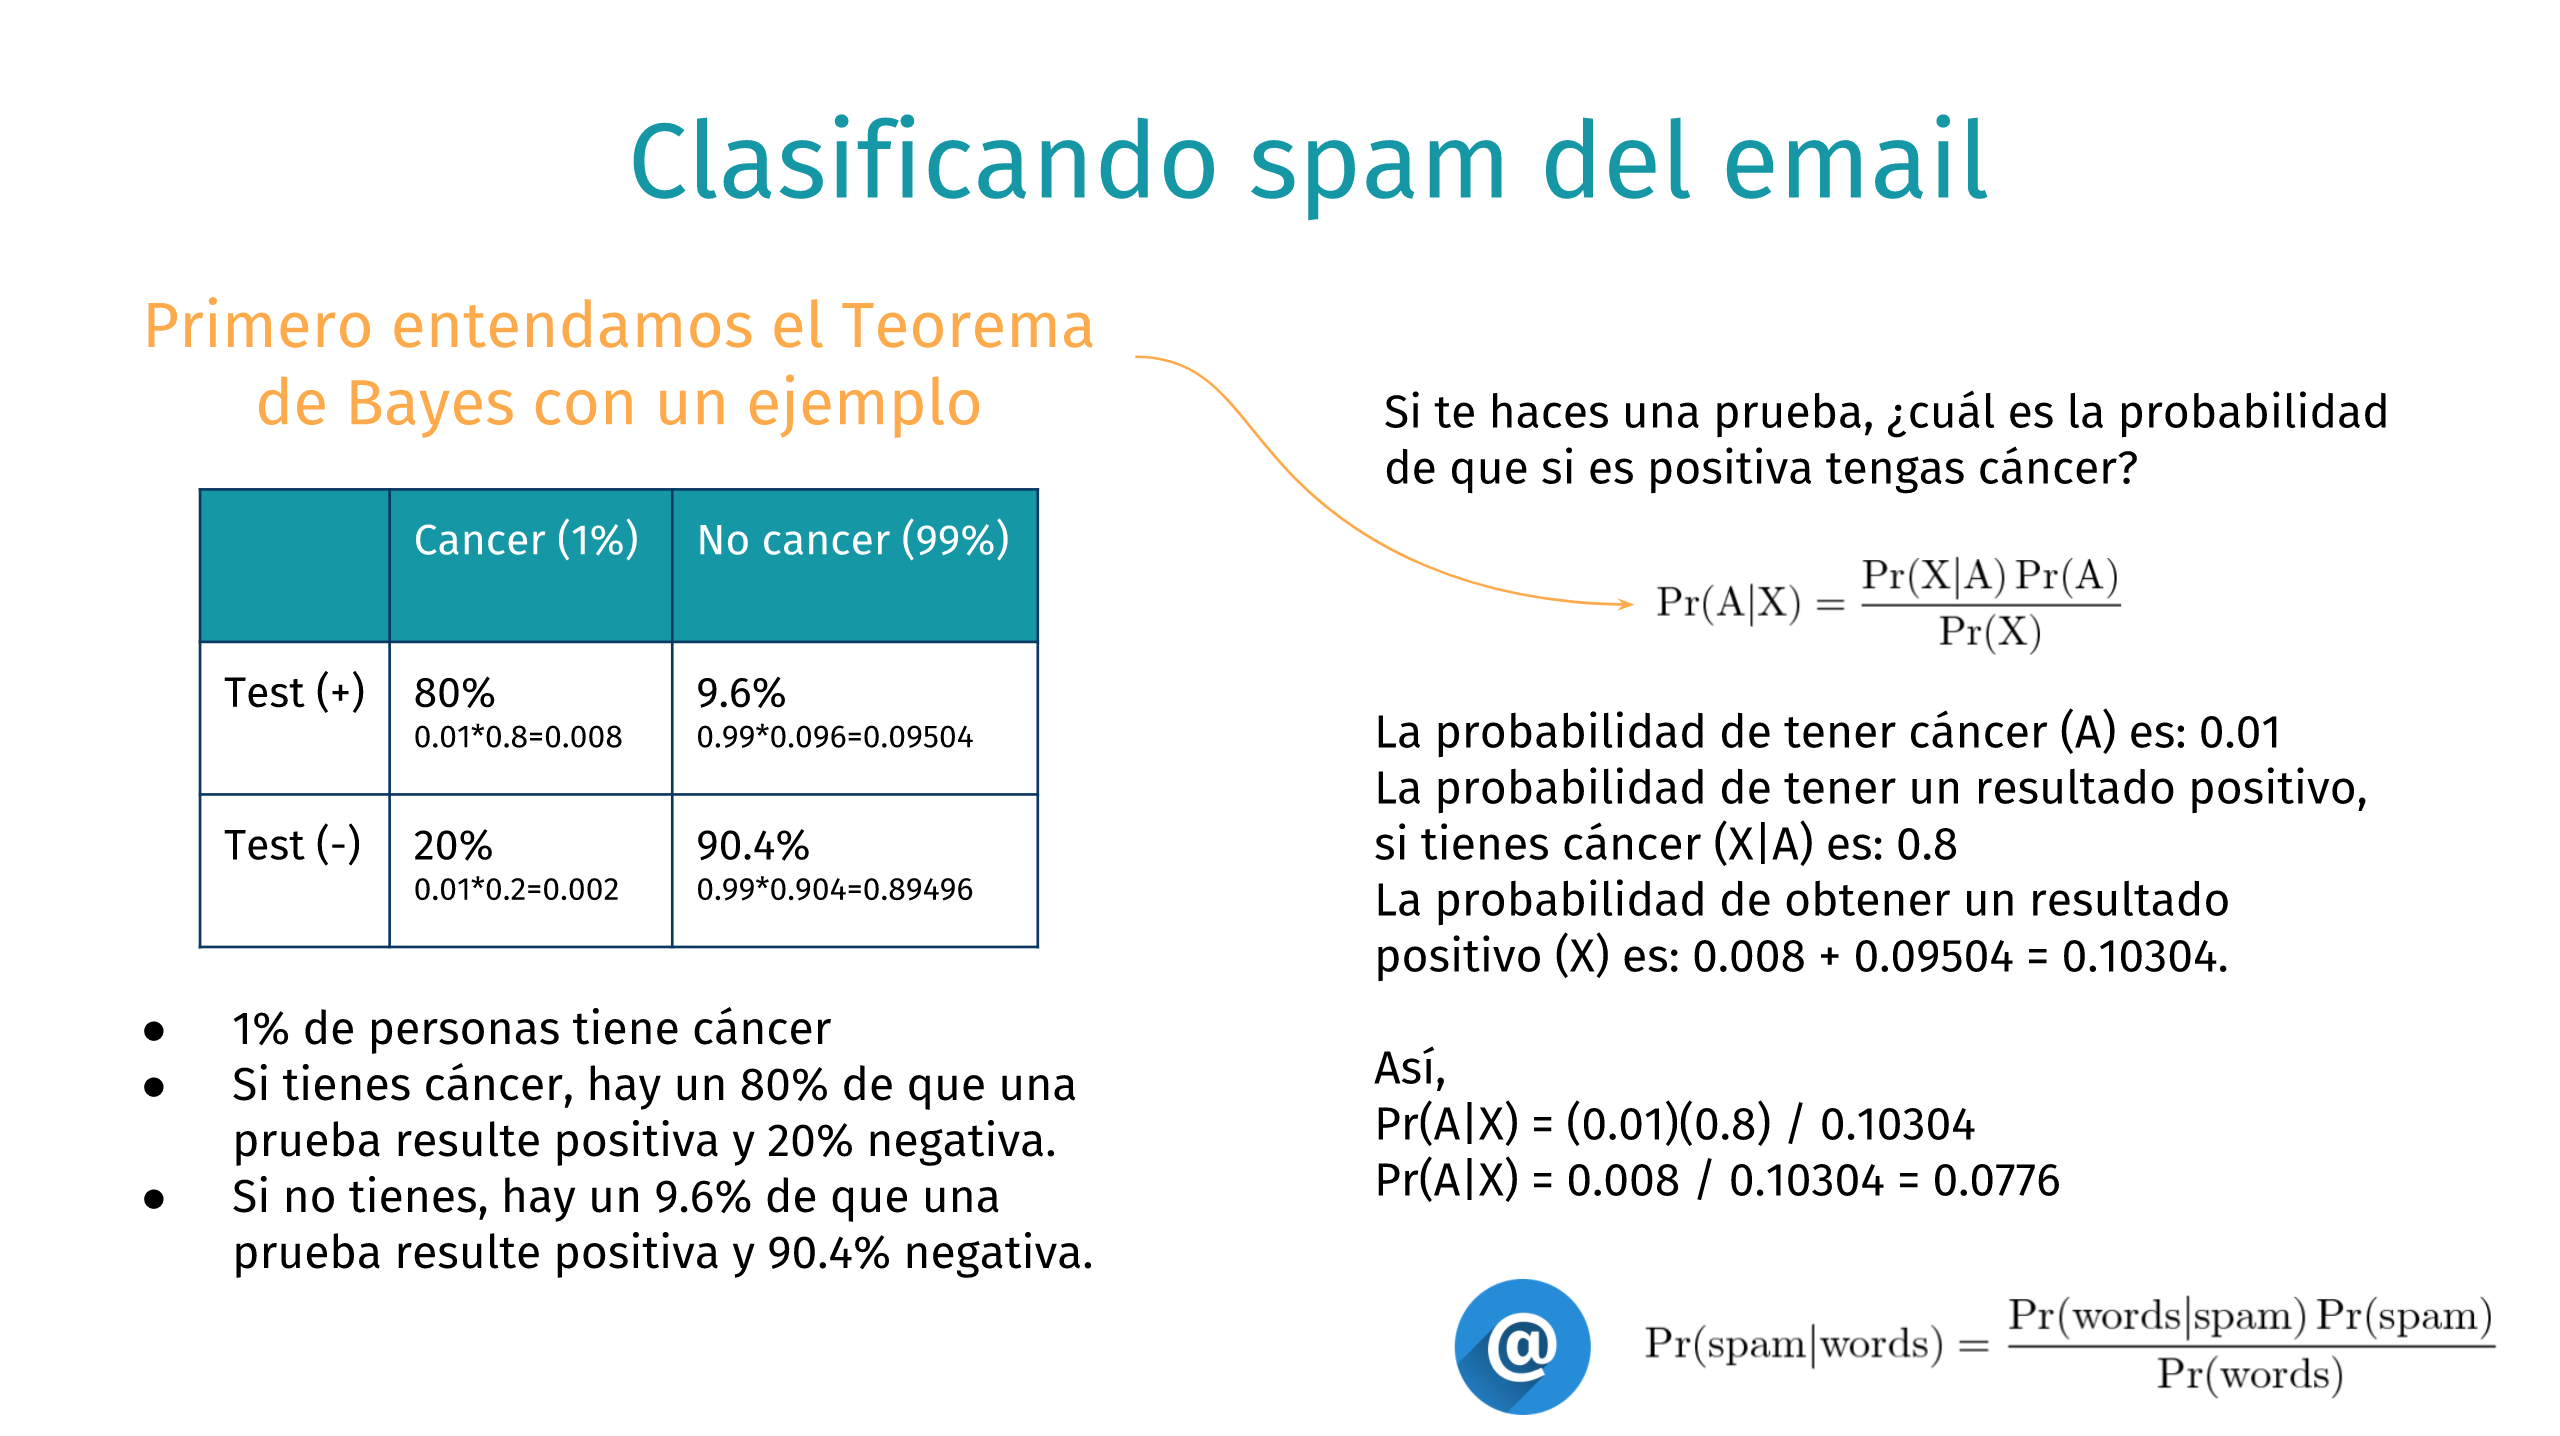 Clasificando spam del email
Primero entendamos el Teorema
de Bayes con un ejemplo
Cancer (1%) No cancer (99%)
Test (+) 80% 9.6%
0.01*0.8=0.008 0.99*0.096=0.09504
Test (-) 20% 90.4%
0.01*0.2=0.002 0.99*0.904=0.89496
● 1% de personas tiene cáncer
● Si tienes cáncer, hay un 80% de que una
prueba resulte positiva y 20% negativa.
● Si no tienes, hay un 9.6% de que una
prueba resulte positiva y 90.4% negativa.
Si te haces una prueba, ¿cuál es la probabilidad
de que si es positiva tengas cáncer?
Pr(A|X) = Pr(X|A) Pr(A) / Pr(X)
La probabilidad de tener cáncer (A) es: 0.01
La probabilidad de tener un resultado positivo,
si tienes cáncer (X|A) es: 0.8
La probabilidad de obtener un resultado
positivo (X) es: 0.008 + 0.09504 = 0.10304.
Así,
Pr(A|X) = (0.01)(0.8) / 0.10304
Pr(A|X) = 0.008 / 0.10304 = 0.0776
@
Pr(spam|words) = Pr(words|spam) Pr(spam) / Pr(words)